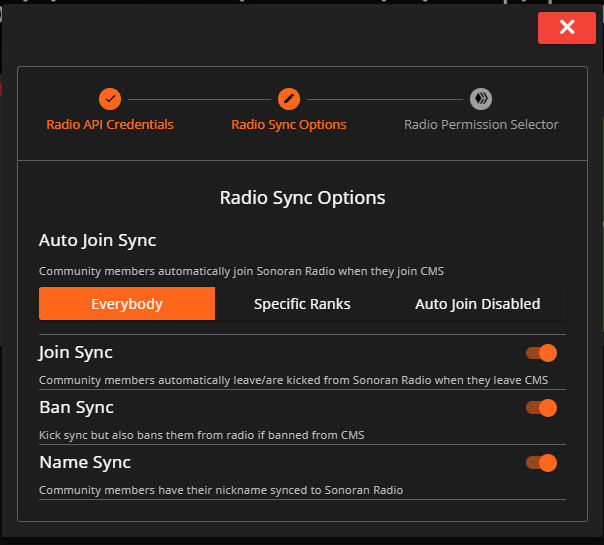 Radio API Credentials
Radio Sync Options
Radio Permission Selector
Radio Sync Options
Auto Join Sync
Community members automatically join Sonoran Radio when they join CMS
Everybody
Specific Ranks
Auto Join Disabled
Join Sync
Community members automatically leave/are kicked from Sonoran Radio when they leave CMS
Ban Sync
Kick sync but also bans them from radio if banned from CMS
Name Sync
Community members have their nickname synced to Sonoran Radio